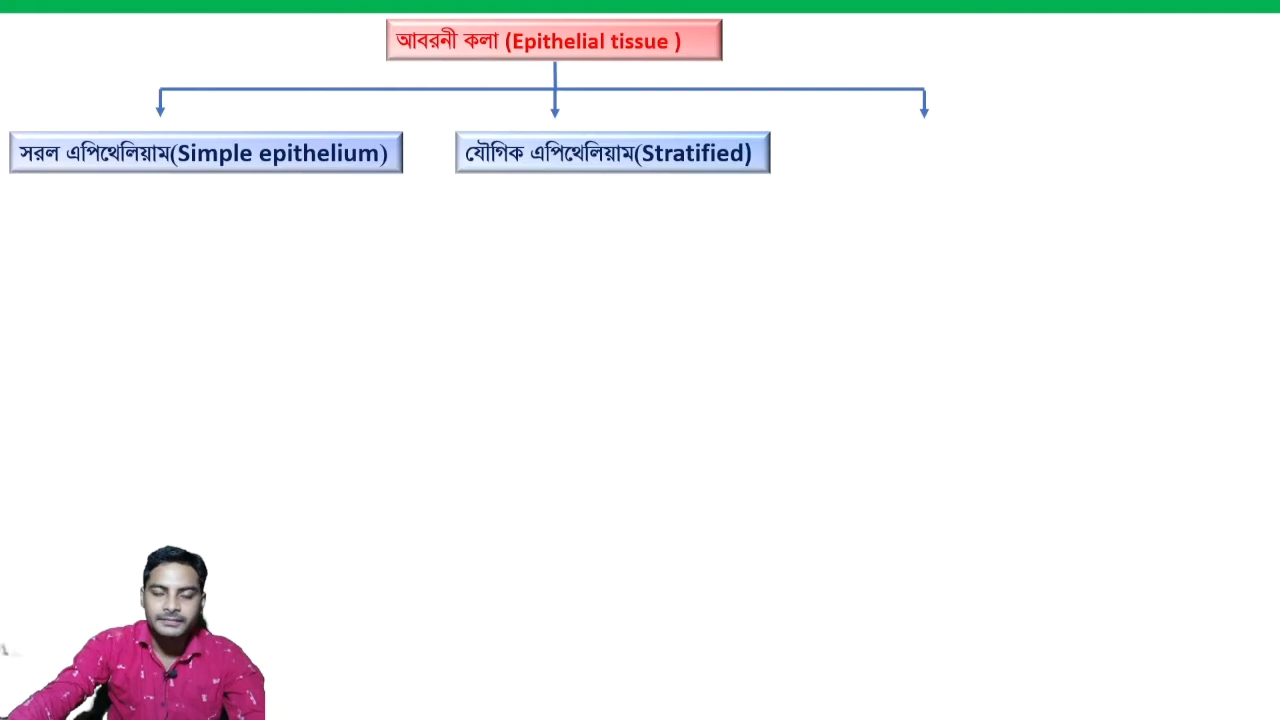 আবরনী কলা (Epithelial tissue )
সরল এপিথেলিয়াম(Simple epithelium)
যৌগিক এপিথেলিয়াম(Stratified)